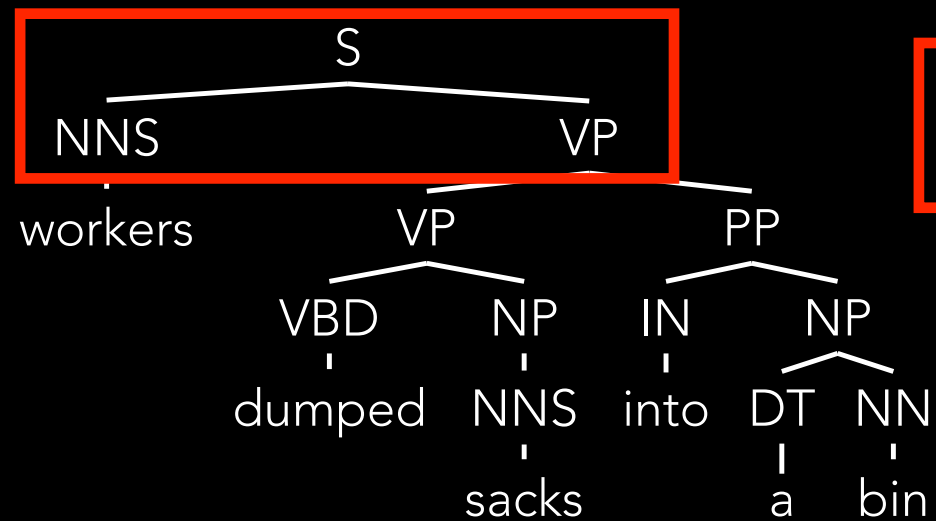 S
NNS VP
workers VP PP
VBD NP IN NP
dumped NNS into DT NN
sacks a bin